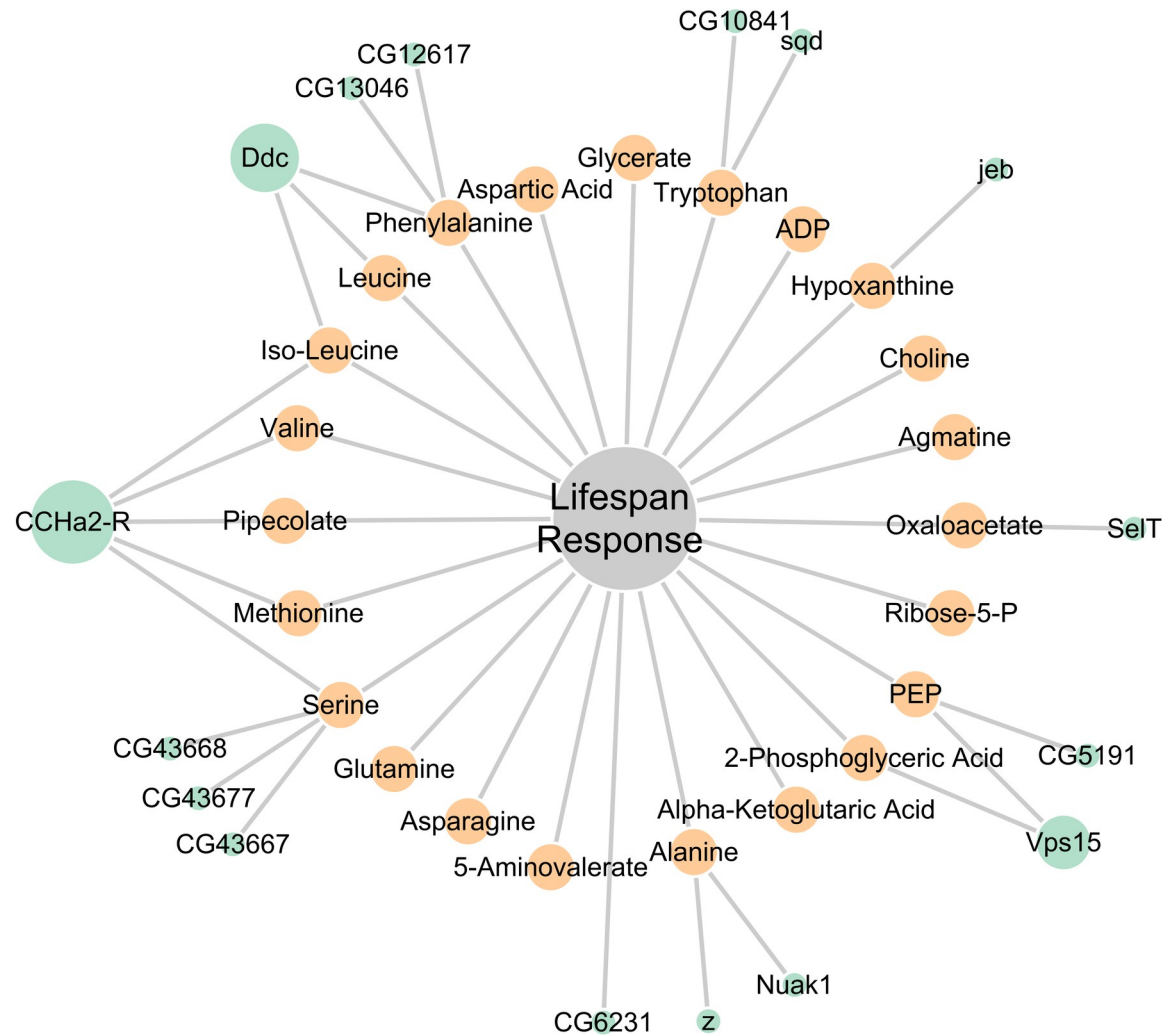 CG10841
sqd
CG12617
CG13046
Ddc
Glycerate
Aspartic Acid
Tryptophan
jeb
Phenylalanine
ADP
Leucine
Hypoxanthine
Iso-Leucine
Choline
Valine
Agmatine
CCHa2-R
Pipecolate
Lifespan
Response
Oxaloacetate
SelT
Methionine
Ribose-5-P
Serine
PEP
CG43668
Glutamine
2-Phosphoglyceric Acid
CG5191
CG43677
Asparagine
Alpha-Ketoglutaric Acid
CG43667
Alanine
Vps15
5-Aminovalerate
Nuak1
CG6231
z